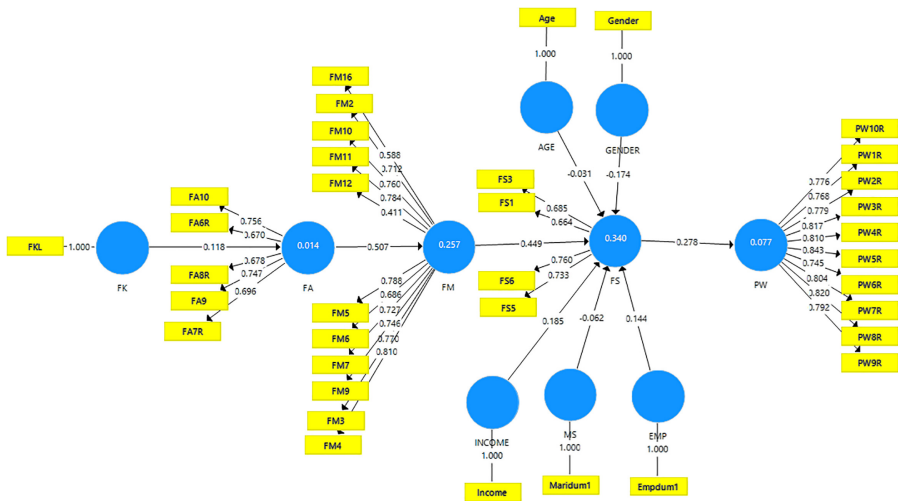 Age
Gender
1.000
1.000
AGE
GENDER
-0.031
-0.174
FM16
FM2
FM10
FM11
FM12
0.588
0.712
0.760
0.784
0.411
FS3
FS1
0.685
0.664
PW10R
PW1R
PW2R
PW3R
PW4R
PW5R
PW6R
PW7R
PW8R
PW9R
0.776
0.768
0.779
0.817
0.810
0.843
0.745
0.804
0.820
0.792
FA10
FA6R
0.756
0.670
FKL
1.000
FK
0.118
0.014
FA
0.507
0.257
FM
0.449
0.340
FS
0.278
0.077
PW
FA8R
FA9
FA7R
0.678
0.747
0.696
FS6
FS5
0.760
0.733
FM5
FM6
FM7
FM9
FM3
FM4
0.788
0.686
0.727
0.746
0.770
0.810
0.185
-0.062
0.144
INCOME
MS
EMP
1.000
1.000
1.000
Income
Maridum1
Empdum1